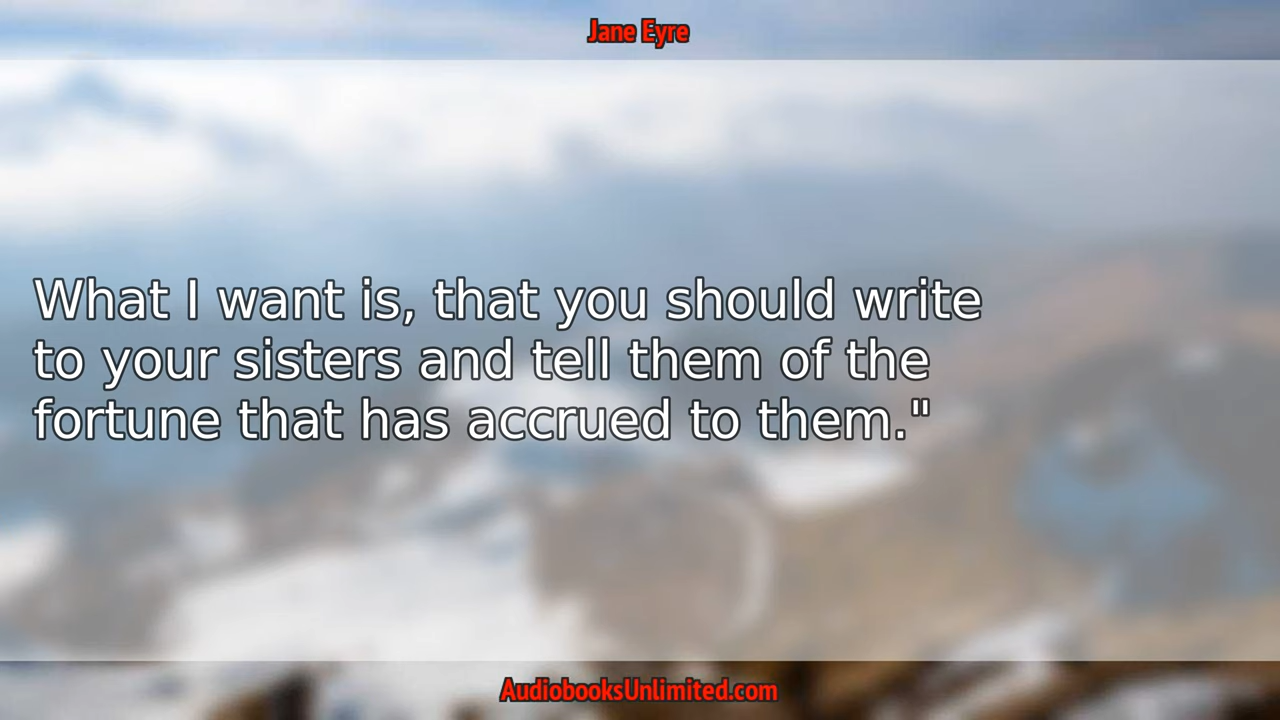 Jane Eyre
What I want is, that you should write
to your sisters and tell them of the
fortune that has accrued to them."
AudiobooksUnlimited.com